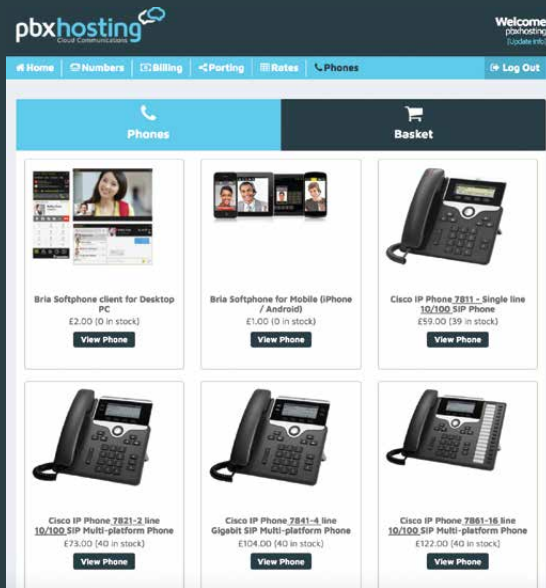 pbxhosting
Cloud Communications
Welcome
pbxhosting
[Update Info]
Home
Numbers
Billing
Porting
Rates
Phones
Log Out
Phones
Basket
Bria Softphone client for Desktop
PC
£2.00 (0 in stock)
View Phone
Bria Softphone for Mobile (iPhone
/ Android)
£1.00 (0 in stock)
View Phone
Cisco IP Phone 7811 - Single line
10/100 SIP Phone
£59.00 (39 in stock)
View Phone
Cisco IP Phone 7821-2 line
10/100 SIP Multi-platform Phone
£73.00 (40 in stock)
View Phone
Cisco IP Phone 7841-4 line
Gigabit SIP Multi-platform Phone
£104.00 (40 in stock)
View Phone
Cisco IP Phone 7861-16 line
10/100 SIP Multi-platform Phone
£122.00 (40 in stock)
View Phone